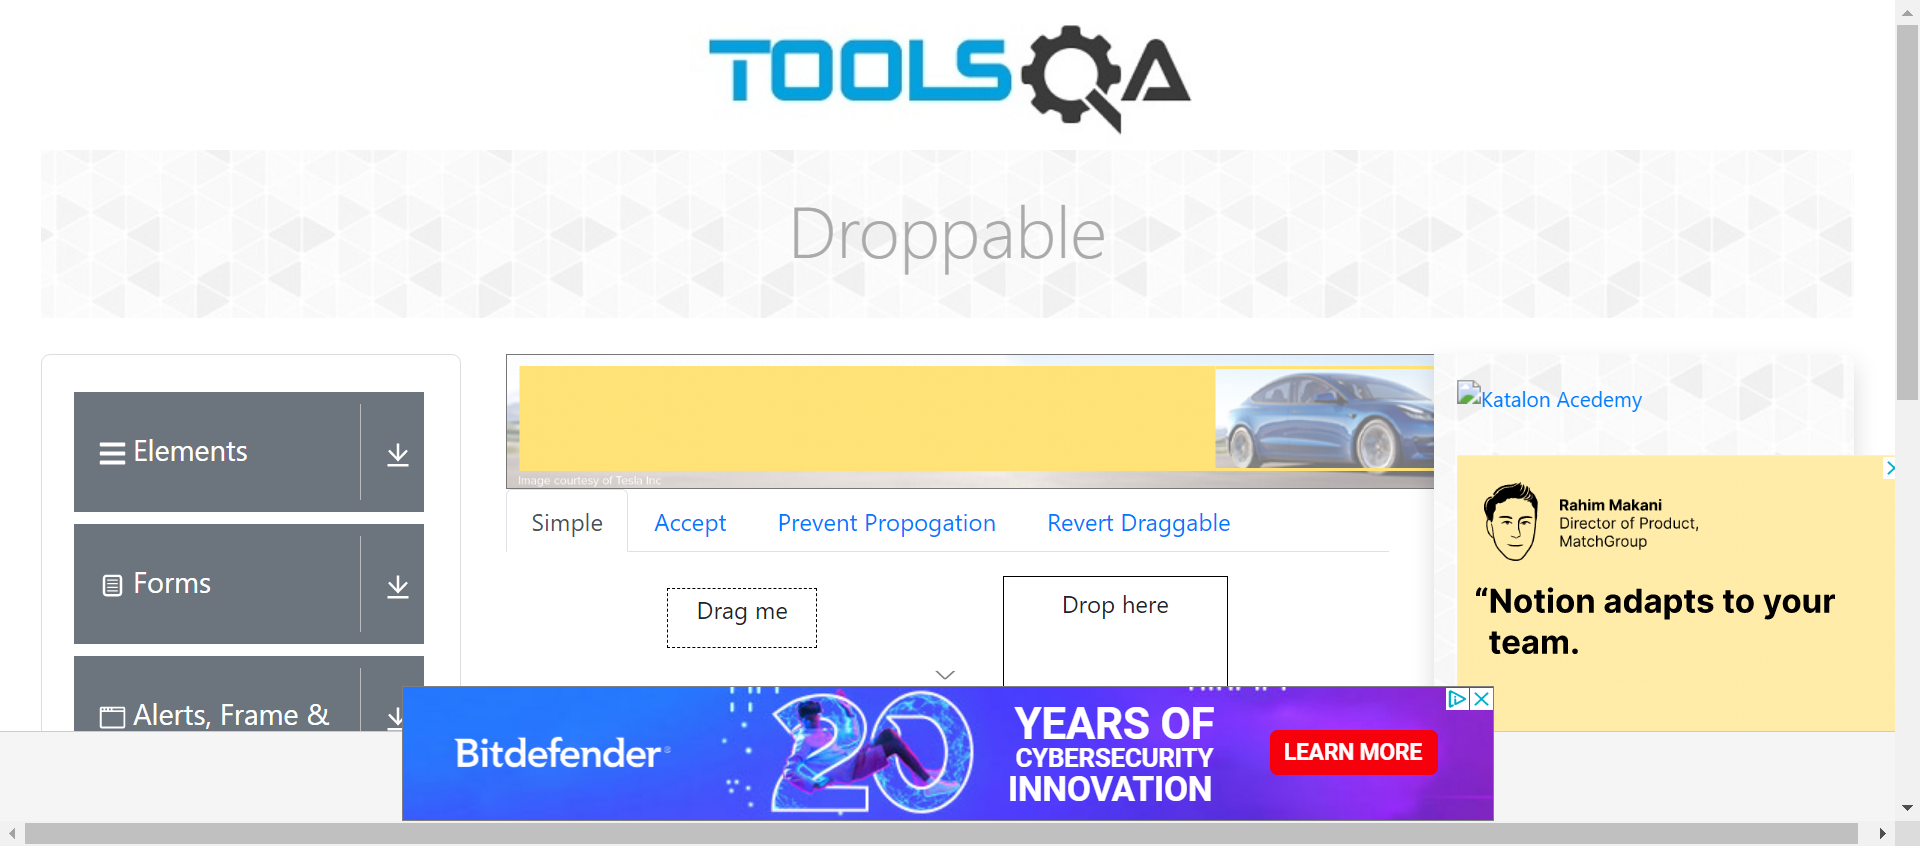 TOOLSQA
Droppable
Elements
Forms
Alerts, Frame &
Image courtesy of Tesla Inc
Simple
Accept
Prevent Propogation
Revert Draggable
Drag me
Drop here
Katalon Acedemy
Rahim Makani
Director of Product,
MatchGroup
“Notion adapts to your
team.
Bitdefender®
20
YEARS OF
CYBERSECURITY
INNOVATION
LEARN MORE